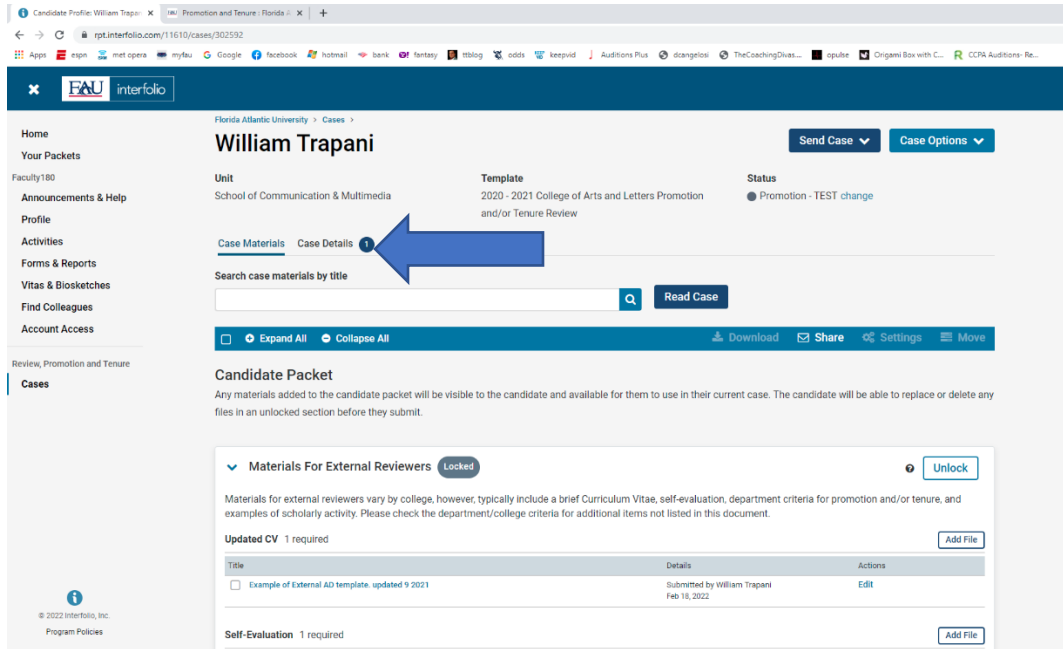 Candidate Profile: William Trapan
Promotion and Tenure : Florida A
rpt.interfolio.com/11610/cases/302592
Apps espn met opera myfau Google facebook hotmail bank fantasy ttblog odds keepvid Auditions Plus dcangelosi TheCoachingDivas... opulse Origami Box with C... CCPA Auditions- Re...
FAU interfolio
Florida Atlantic University > Cases >
William Trapani
Send Case
Case Options
Unit
School of Communication & Multimedia
Template
2020 - 2021 College of Arts and Letters Promotion
and/or Tenure Review
Status
Promotion - TEST change
Case Materials Case Details 1
Search case materials by title
Read Case
Expand All Collapse All Download Share Settings Move
Candidate Packet
Any materials added to the candidate packet will be visible to the candidate and available for them to use in their current case. The candidate will be able to replace or delete any
files in an unlocked section before they submit.
Materials For External Reviewers Locked
Unlock
Materials for external reviewers vary by college, however, typically include a brief Curriculum Vitae, self-evaluation, department criteria for promotion and/or tenure, and
examples of scholarly activity. Please check the department/college criteria for additional items not listed in this document.
Updated CV 1 required
Add File
Title Details Actions
Example of External AD template. updated 9 2021
Submitted by William Trapani
Feb 18, 2022
Edit
Self-Evaluation 1 required
Add File
Home
Your Packets
Faculty180
Announcements & Help
Profile
Activities
Forms & Reports
Vitas & Biosketches
Find Colleagues
Account Access
Review, Promotion and Tenure
Cases
© 2022 Interfolio, Inc.
Program Policies